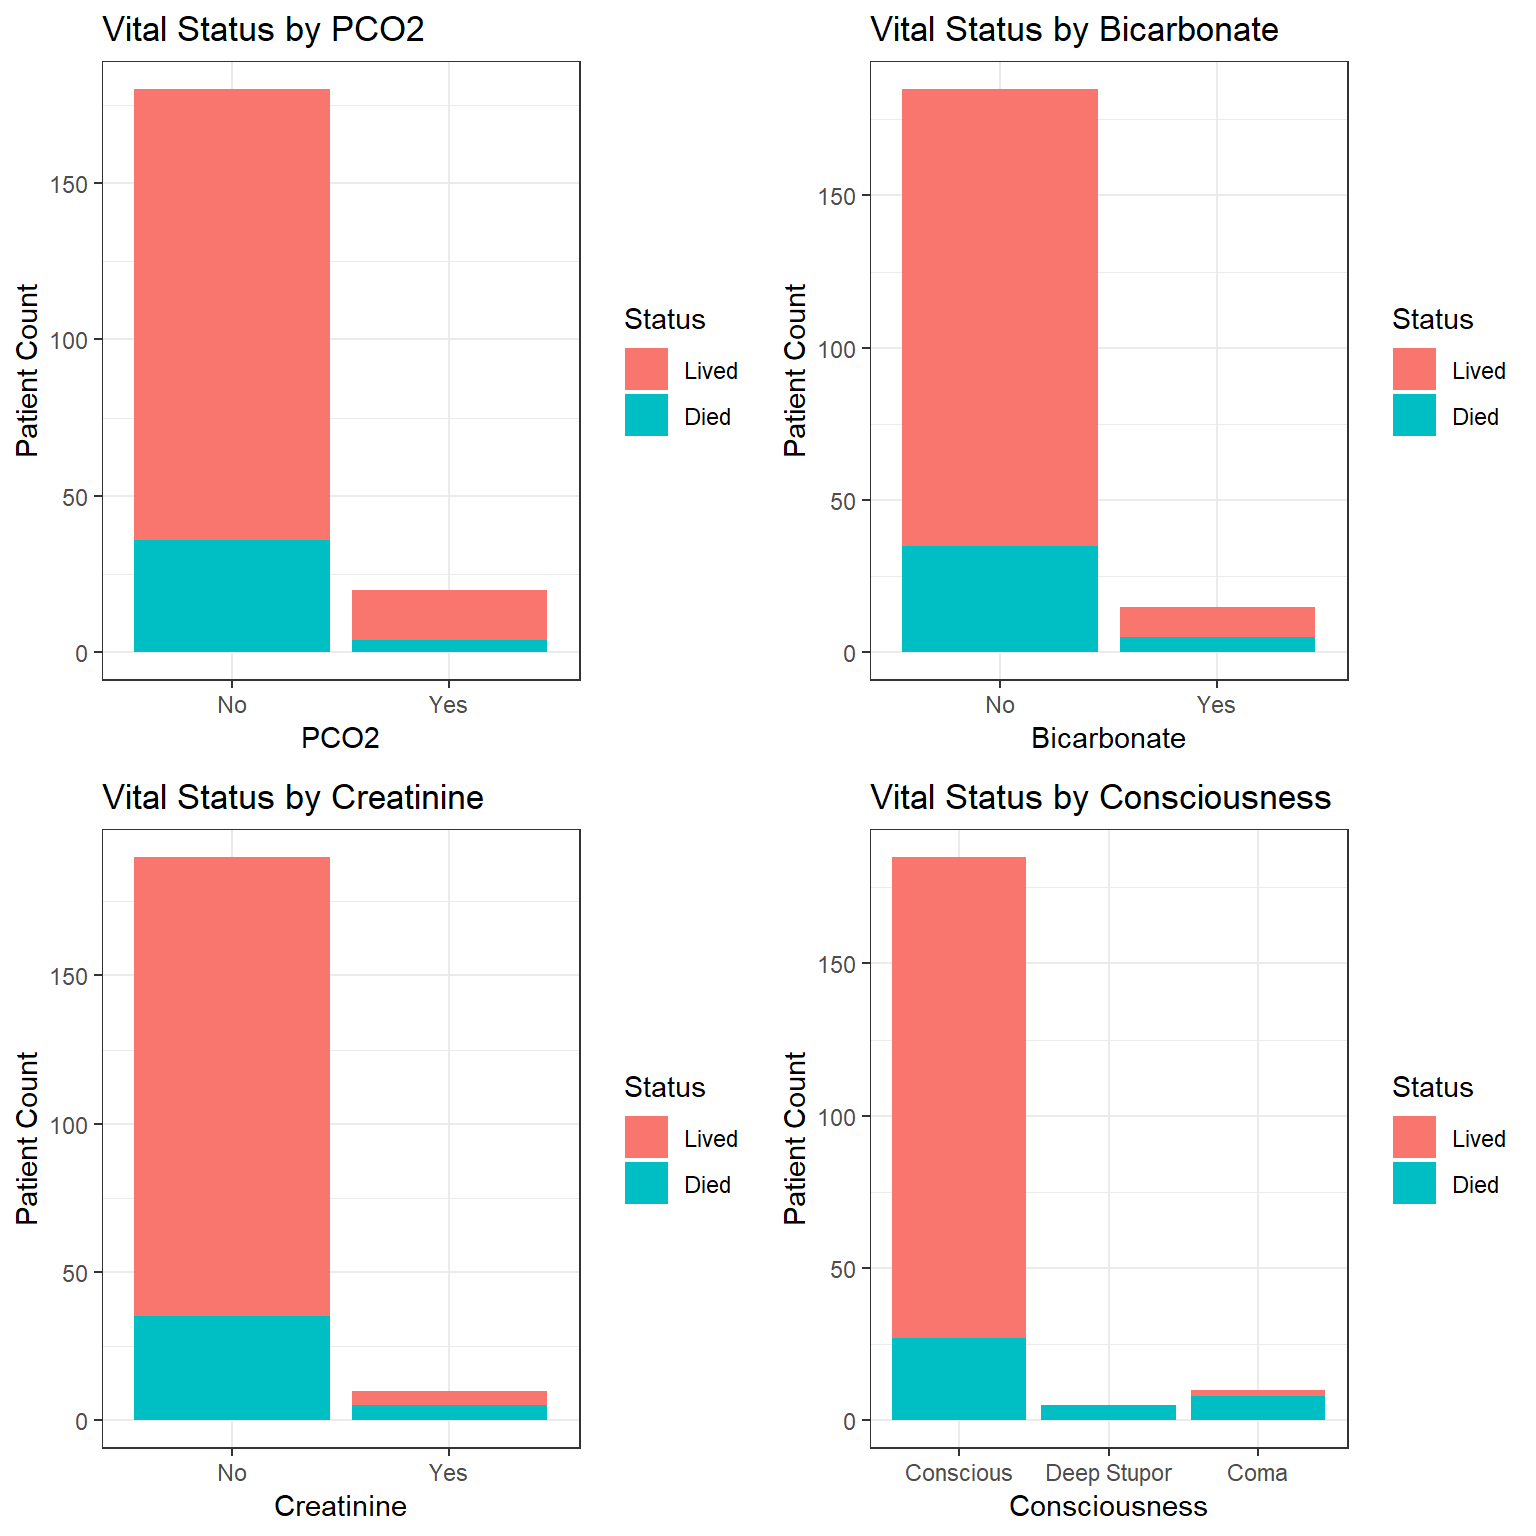 Vital Status by PCO2
Patient Count
150
100
50
0
No Yes
PCO2
Status
Lived
Died
Vital Status by Bicarbonate
Patient Count
150
100
50
0
No Yes
Bicarbonate
Status
Lived
Died
Vital Status by Creatinine
Patient Count
150
100
50
0
No Yes
Creatinine
Status
Lived
Died
Vital Status by Consciousness
Patient Count
150
100
50
0
Conscious Deep Stupor Coma
Consciousness
Status
Lived
Died